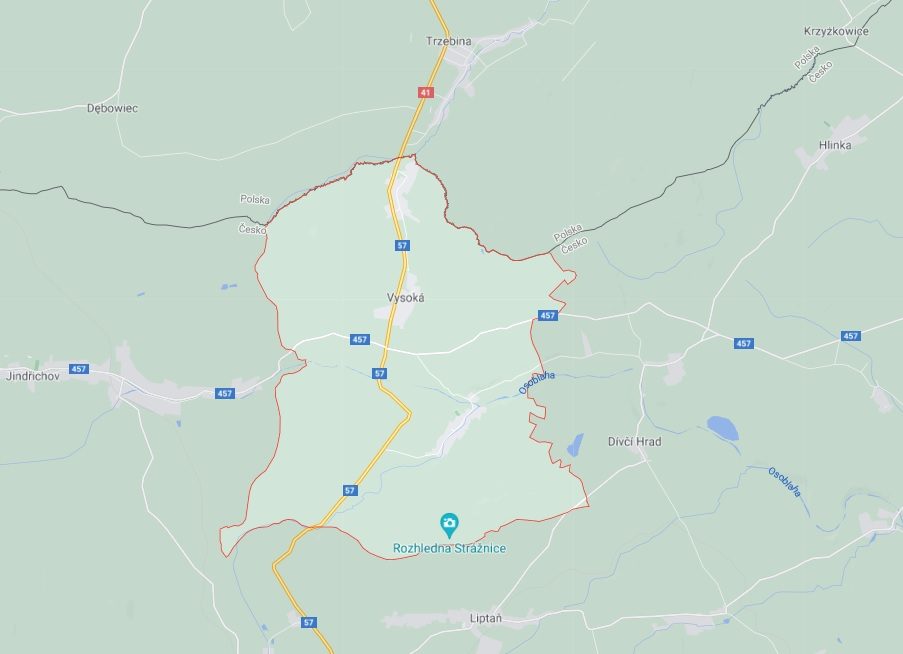 Krzyżkowice
Trzebina
Polska
Česko
41
Dębowiec
Hlinka
Polska
Česko
Polska
Česko
57
Vysoká
457
457
457
457
457
57
Jindřichov
457
Osoblaha
Dívčí Hrad
Osoblaha
57
Rozhledna Strážnice
Liptaň
57